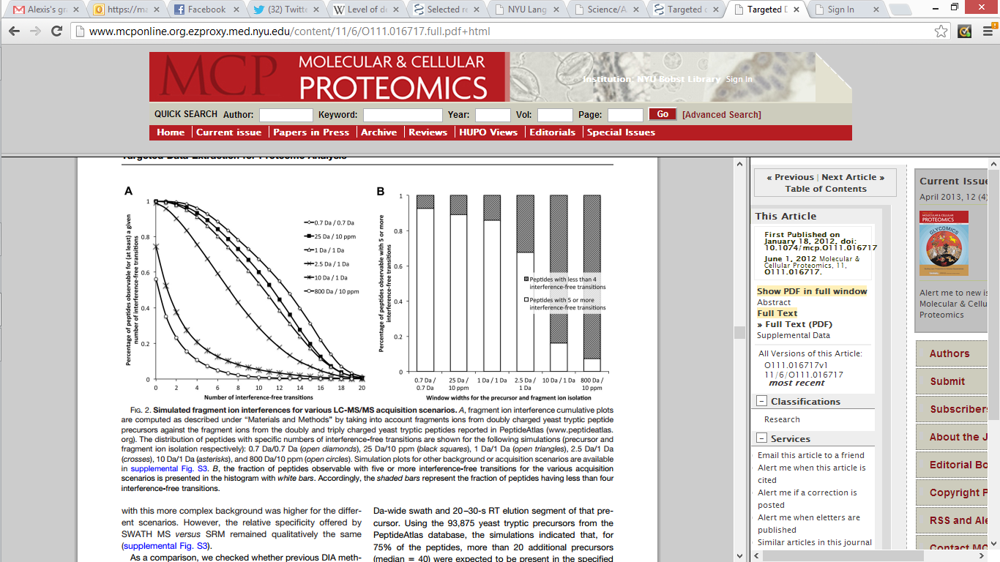 Alexis's gr
https://ma
Facebook
(32) Twitte
Level of de
Selected re
NYU Lang
Science/A
Targeted d
Targeted D
Sign In
www.mcponline.org.ezproxy.med.nyu.edu/content/11/6/O111.016717.full.pdf+html
MCP MOLECULAR & CELLULAR
PROTEOMICS
Institution: NYU Bobst Library Sign In
QUICK SEARCH Author: Keyword: Year: Vol: Page: Go [Advanced Search]
Home Current issue Papers in Press Archive Reviews HUPO Views Editorials Special Issues
Targeted Data Extraction for Proteome Analysis
A
Percentage of peptides observable for (at least) a given
number of interference-free transitions
1
0.8
0.6
0.4
0.2
0
0 2 4 6 8 10 12 14 16 18 20
Number of interference-free transitions
0.7 Da / 0.7 Da
25 Da / 10 ppm
1 Da / 1 Da
2.5 Da / 1 Da
10 Da / 1 Da
800 Da / 10 ppm
B
Percentage of peptides observable with 5 or more
interference-free transitions
1
0.8
0.6
0.4
0.2
0
Peptides with less than 4
interference-free transitions
Peptides with 5 or more
interference-free transitions
0.7 Da /
0.7 Da
25 Da /
10 ppm
1 Da / 1 Da
2.5 Da /
1 Da
10 Da / 1 Da
800 Da /
10 ppm
Window widths for the precursor and fragment ion isolation
FIG. 2. Simulated fragment ion interferences for various LC-MS/MS acquisition scenarios. A, fragment ion interference cumulative plots
are computed as described under “Materials and Methods” by taking into account fragments ions from doubly charged yeast tryptic peptide
precursors against the fragment ions from the doubly and triply charged yeast tryptic peptides reported in PeptideAtlas (www.peptideatlas.
org). The distribution of peptides with specific numbers of interference-free transitions are shown for the following simulations (precursor and
fragment ion isolation respectively): 0.7 Da/0.7 Da (open diamonds), 25 Da/10 ppm (black squares), 1 Da/1 Da (open triangles), 2.5 Da/1 Da
(crosses), 10 Da/1 Da (asterisks), and 800 Da/10 ppm (open circles). Simulation plots for other background or acquisition scenarios are available
in supplemental Fig. S3. B, the fraction of peptides observable with five or more interference-free transitions for the various acquisition
scenarios is presented in the histogram with white bars. Accordingly, the shaded bars represent the fraction of peptides having less than four
interference-free transitions.
with this more complex background was higher for the differ-
ent scenarios. However, the relative specificity offered by
SWATH MS versus SRM remained qualitatively the same
(supplemental Fig. S3).
As a comparison, we checked whether previous DIA meth-
Da-wide swath and 20–30-s RT elution segment of that pre-
cursor. Using the 93,875 yeast tryptic precursors from the
PeptideAtlas database, the simulations indicated that, for
75% of the peptides, more than 20 additional precursors
(median = 40) were expected to be present in the specified
« Previous | Next Article »
Table of Contents
This Article
First Published on
January 18, 2012, doi:
10.1074/mcp.O111.016717
June 1, 2012 Molecular &
Cellular Proteomics, 11,
O111.016717.
Show PDF in full window
Abstract
Full Text
» Full Text (PDF)
Supplemental Data
All Versions of this Article:
O111.016717v1
11/6/O111.016717
most recent
Classifications
Research
Services
Email this article to a friend
Alert me when this article is
cited
Alert me if a correction is
posted
Alert me when eletters are
published
Similar articles in this journal
Current Issue
April 2013, 12 (4)
PROTEOMICS
GLYCOMICS
Alert me to new is
Molecular & Cellu
Proteomics
Authors
Submit
Subscribers
About the J
Editorial Bo
Copyright P
RSS and Ale
Contact MC